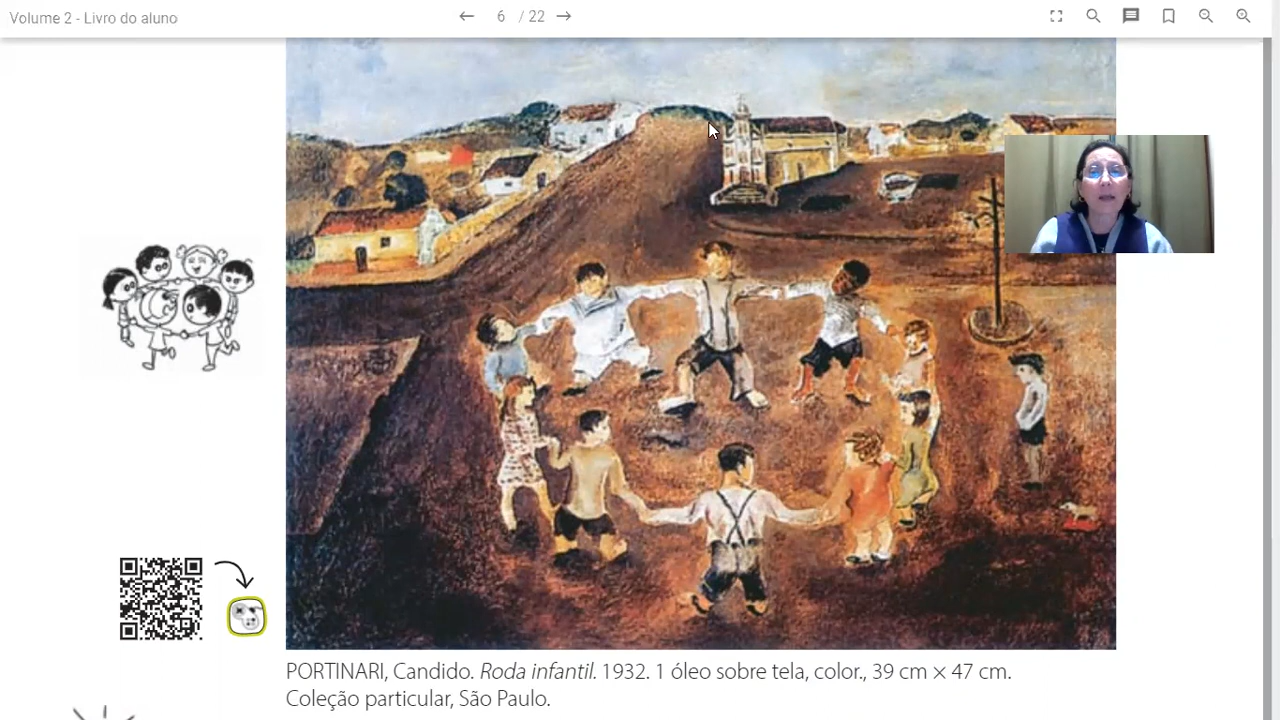 Volume 2 - Livro do aluno
6 / 22
PORTINARI, Candido. Roda infantil. 1932. 1 óleo sobre tela, color., 39 cm × 47 cm.
Coleção particular, São Paulo.